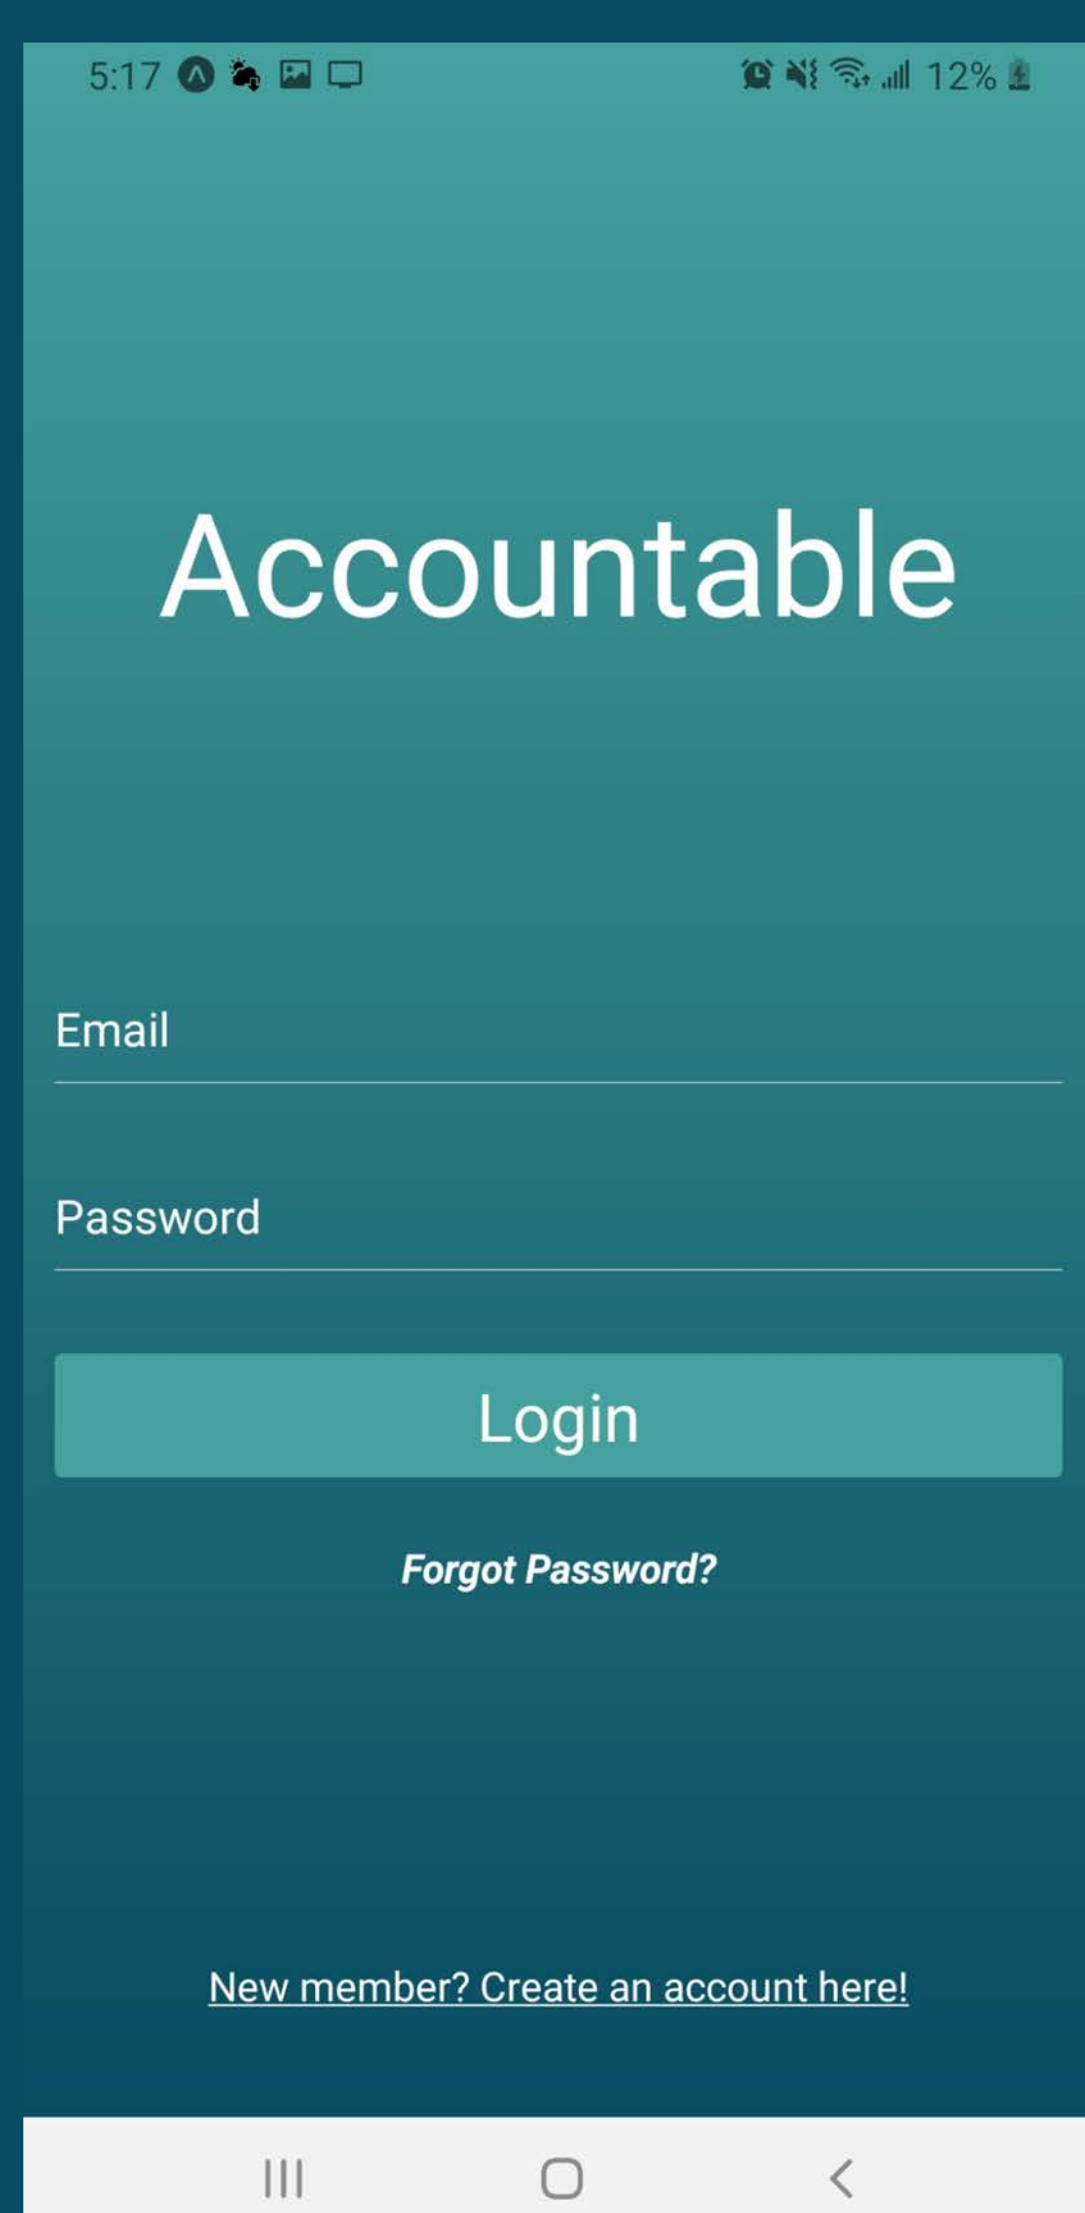 5:17 12%
Accountable
Email
Password
Login
Forgot Password?
New member? Create an account here!